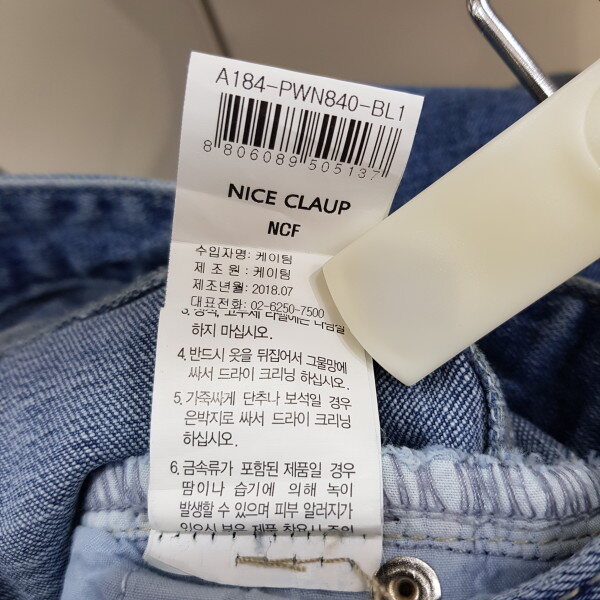 A184-PWN840-BL1
8 806089 505137
NICE CLAUP
NCF
수입자명: 케이팅
제 조 원 : 케이팅
제조년월: 2018.07
대표전화: 02-6250-7500
하지 마십시오.
4. 반드시 옷을 뒤집어서 그물망에
싸서 드라이 크리닝 하십시오.
5. 가죽싸게 단추나 보석일 경우
은박지로 싸서 드라이 크리닝
하십시오.
6. 금속류가 포함된 제품일 경우
땀이나 습기에 의해 녹이
발생할 수 있으며 피부 알러지가